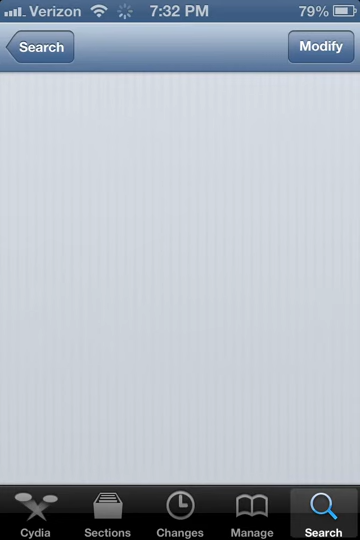 Verizon 7:32 PM 79%
Search Modify
Cydia Sections Changes Manage Search